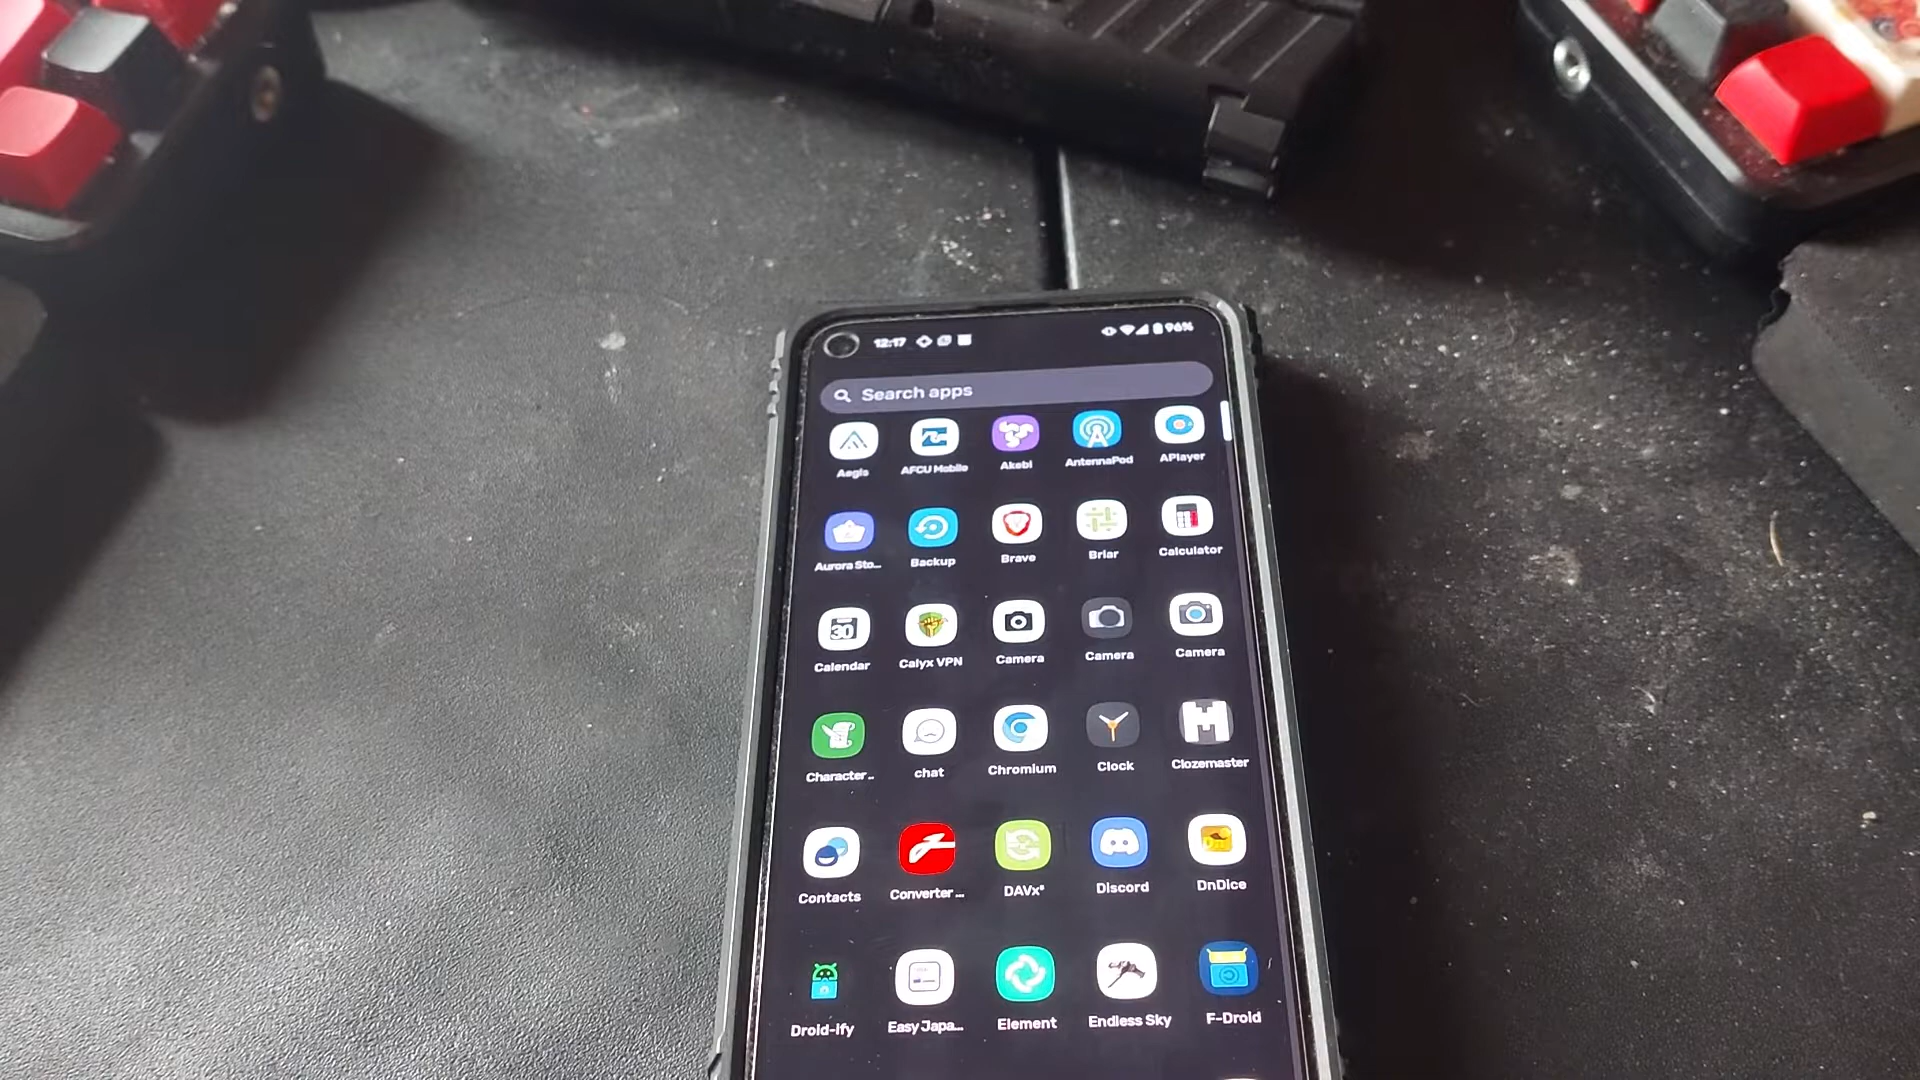 12:17 96%
Search apps
Aegis AFCU Mobile Akebi AntennaPod APlayer
Aurora Sto... Backup Brave Briar Calculator
30
Calendar Calyx VPN Camera Camera Camera
Character... chat Chromium Clock Clozemaster
Contacts Converter ... DAVx⁵ Discord DnDice
Droid-ify Easy Japa... Element Endless Sky F-Droid